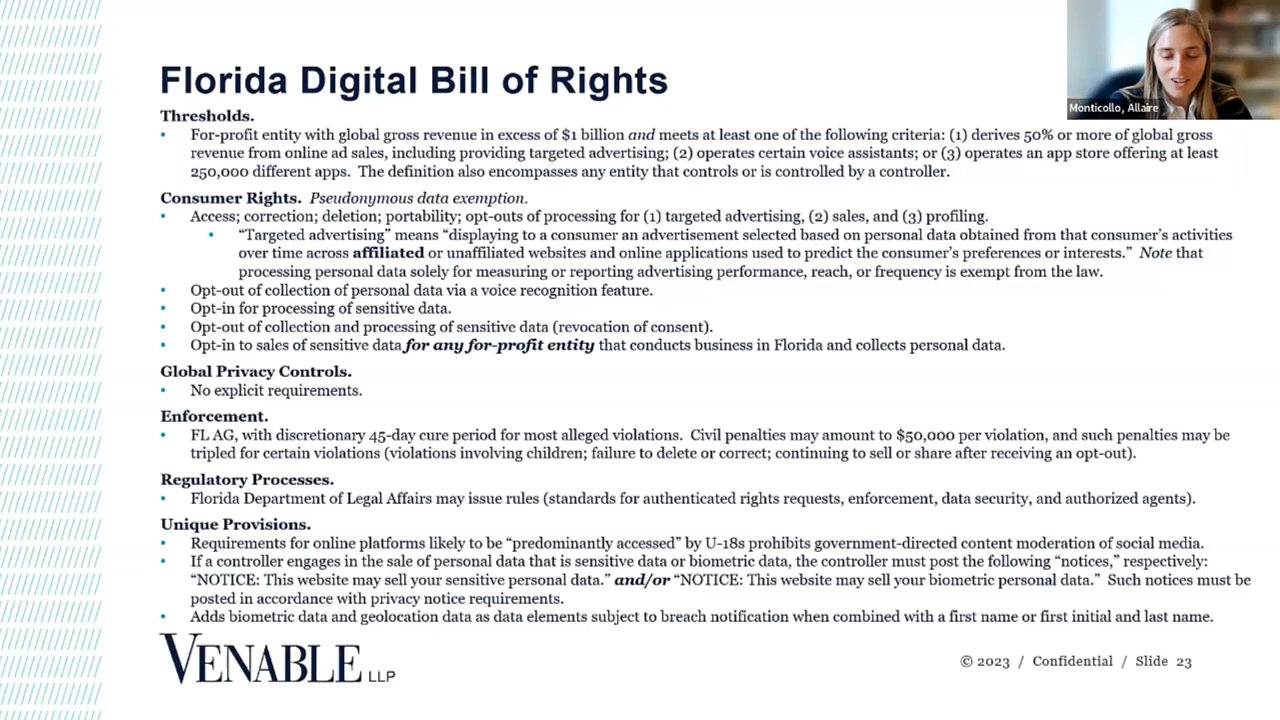 Monticollo, Allaire
Florida Digital Bill of Rights
Thresholds.
• For-profit entity with global gross revenue in excess of $1 billion and meets at least one of the following criteria: (1) derives 50% or more of global gross
revenue from online ad sales, including providing targeted advertising; (2) operates certain voice assistants; or (3) operates an app store offering at least
250,000 different apps.  The definition also encompasses any entity that controls or is controlled by a controller.
Consumer Rights.  Pseudonymous data exemption.
• Access; correction; deletion; portability; opt-outs of processing for (1) targeted advertising, (2) sales, and (3) profiling.
• “Targeted advertising” means “displaying to a consumer an advertisement selected based on personal data obtained from that consumer’s activities
over time across affiliated or unaffiliated websites and online applications used to predict the consumer’s preferences or interests.”  Note that
processing personal data solely for measuring or reporting advertising performance, reach, or frequency is exempt from the law.
• Opt-out of collection of personal data via a voice recognition feature.
• Opt-in for processing of sensitive data.
• Opt-out of collection and processing of sensitive data (revocation of consent).
• Opt-in to sales of sensitive data for any for-profit entity that conducts business in Florida and collects personal data.
Global Privacy Controls.
• No explicit requirements.
Enforcement.
• FL AG, with discretionary 45-day cure period for most alleged violations.  Civil penalties may amount to $50,000 per violation, and such penalties may be
tripled for certain violations (violations involving children; failure to delete or correct; continuing to sell or share after receiving an opt-out).
Regulatory Processes.
• Florida Department of Legal Affairs may issue rules (standards for authenticated rights requests, enforcement, data security, and authorized agents).
Unique Provisions.
• Requirements for online platforms likely to be “predominantly accessed” by U-18s prohibits government-directed content moderation of social media.
• If a controller engages in the sale of personal data that is sensitive data or biometric data, the controller must post the following “notices,” respectively:
“NOTICE: This website may sell your sensitive personal data.” and/or “NOTICE: This website may sell your biometric personal data.”  Such notices must be
posted in accordance with privacy notice requirements.
• Adds biometric data and geolocation data as data elements subject to breach notification when combined with a first name or first initial and last name.
VENABLE LLP
© 2023 / Confidential / Slide 23